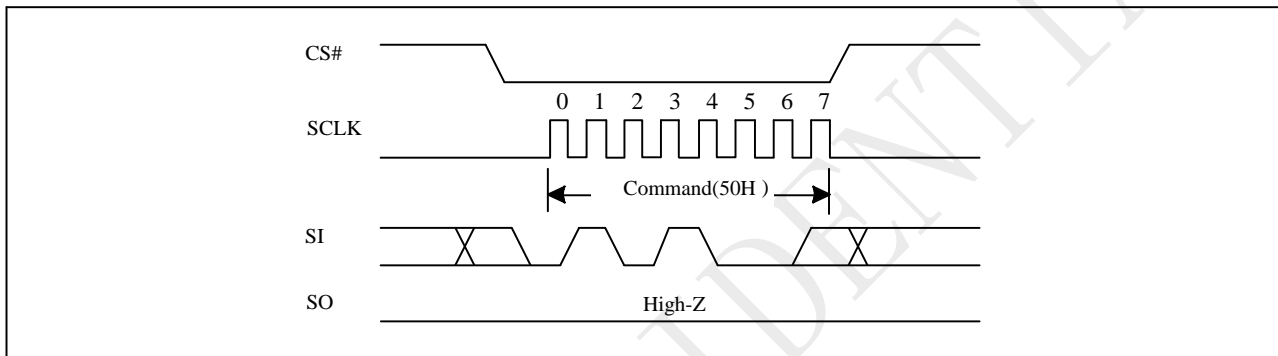 CS#
0 1 2 3 4 5 6 7
SCLK
Command(50H )
SI
SO
High-Z